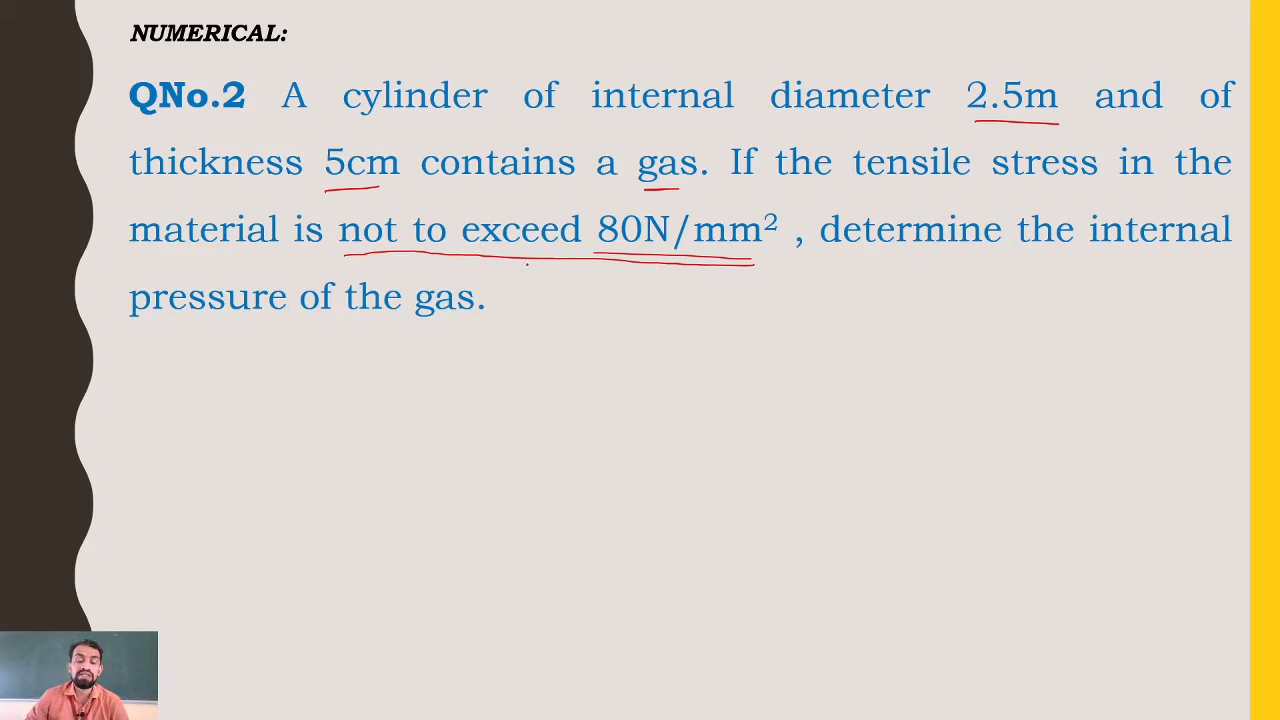 NUMERICAL:
QNo.2 A cylinder of internal diameter 2.5m and of
thickness 5cm contains a gas. If the tensile stress in the
material is not to exceed 80N/mm² , determine the internal
pressure of the gas.